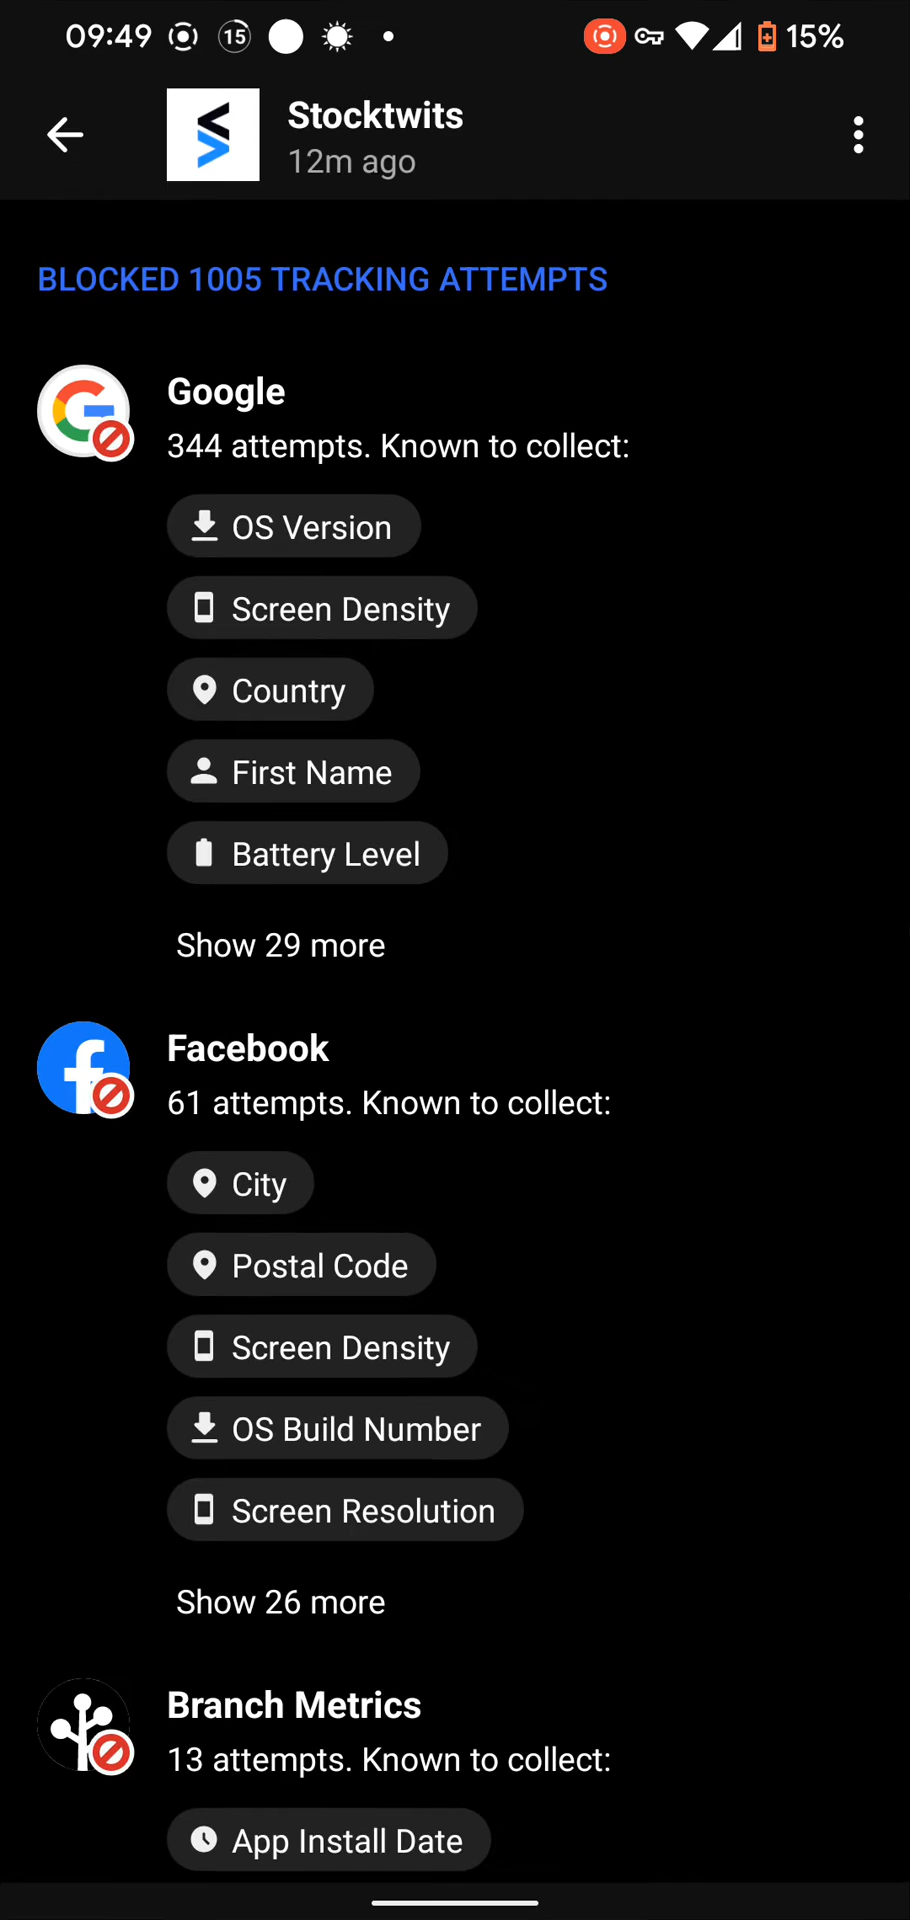 09:49
15
15%
Stocktwits
12m ago
BLOCKED 1005 TRACKING ATTEMPTS
Google
344 attempts. Known to collect:
OS Version
Screen Density
Country
First Name
Battery Level
Show 29 more
Facebook
61 attempts. Known to collect:
City
Postal Code
Screen Density
OS Build Number
Screen Resolution
Show 26 more
Branch Metrics
13 attempts. Known to collect:
App Install Date